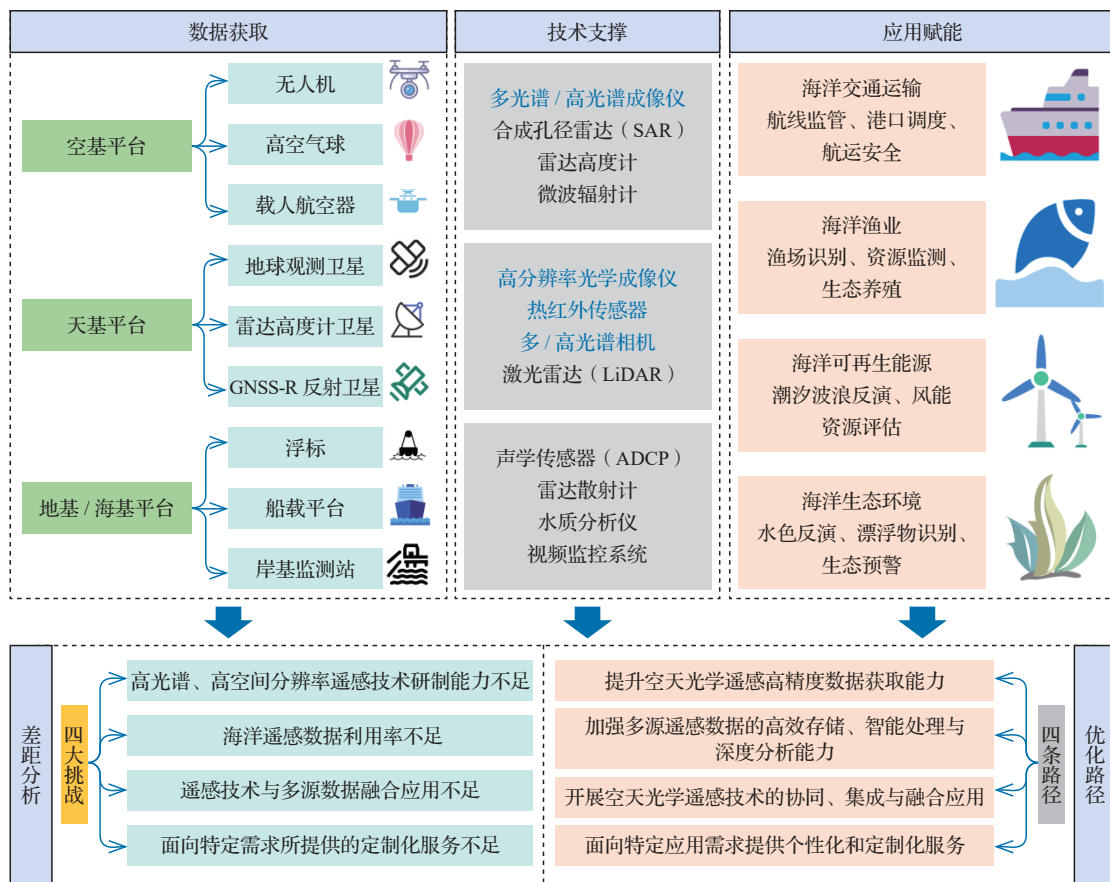 数据获取
技术支撑
应用赋能
空基平台
无人机
高空气球
载人航空器
天基平台
地球观测卫星
雷达高度计卫星
GNSS-R 反射卫星
地基 / 海基平台
浮标
船载平台
岸基监测站
多光谱 / 高光谱成像仪
合成孔径雷达（SAR）
雷达高度计
微波辐射计
高分辨率光学成像仪
热红外传感器
多 / 高光谱相机
激光雷达（LiDAR）
声学传感器（ADCP）
雷达散射计
水质分析仪
视频监控系统
海洋交通运输
航线监管、港口调度、
航运安全
海洋渔业
渔场识别、资源监测、
生态养殖
海洋可再生能源
潮汐波浪反演、风能
资源评估
海洋生态环境
水色反演、漂浮物识别、
生态预警
差距分析
四大挑战
高光谱、高空间分辨率遥感技术研制能力不足
海洋遥感数据利用率不足
遥感技术与多源数据融合应用不足
面向特定需求所提供的定制化服务不足
提升空天光学遥感高精度数据获取能力
加强多源遥感数据的高效存储、智能处理与
深度分析能力
开展空天光学遥感技术的协同、集成与融合应用
面向特定应用需求提供个性化和定制化服务
四条路径
优化路径